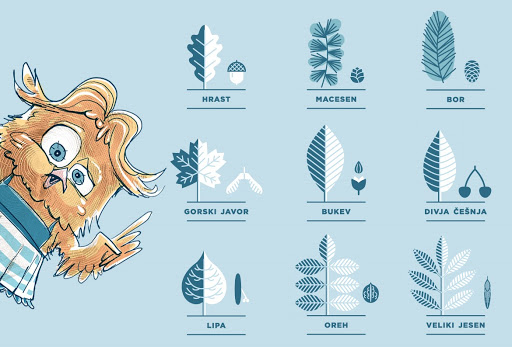 HRAST
MACESEN
BOR
GORSKI JAVOR
BUKEV
DIVJA ČEŠNJA
LIPA
OREH
VELIKI JESEN